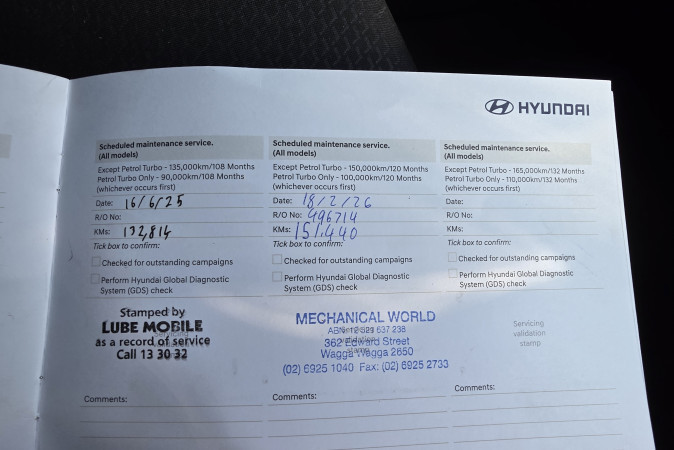 HYUNDAI
Scheduled maintenance service.
(All models)
Except Petrol Turbo - 135,000km/108 Months
Petrol Turbo Only - 90,000km/108 Months
(whichever occurs first)
Date: 16/6/25
R/O No:
KMs: 132,814
Tick box to confirm:
Checked for outstanding campaigns
Perform Hyundai Global Diagnostic
System (GDS) check
Stamped by
LUBE MOBILE
as a record of service
Call 13 30 32
Comments:
Scheduled maintenance service.
(All models)
Except Petrol Turbo - 150,000km/120 Months
Petrol Turbo Only - 100,000km/120 Months
(whichever occurs first)
Date: 18/2/26
R/O No: 496714
KMs: 151,440
Tick box to confirm:
Checked for outstanding campaigns
Perform Hyundai Global Diagnostic
System (GDS) check
MECHANICAL WORLD
ABN 12 529 637 238
362 Edward Street
Wagga Wagga 2650
(02) 6925 1040 Fax: (02) 6925 2733
Comments:
Scheduled maintenance service.
(All models)
Except Petrol Turbo - 165,000km/132 Months
Petrol Turbo Only - 110,000km/132 Months
(whichever occurs first)
Date:
R/O No:
KMs:
Tick box to confirm:
Checked for outstanding campaigns
Perform Hyundai Global Diagnostic
System (GDS) check
Servicing
validation
stamp
Comments: